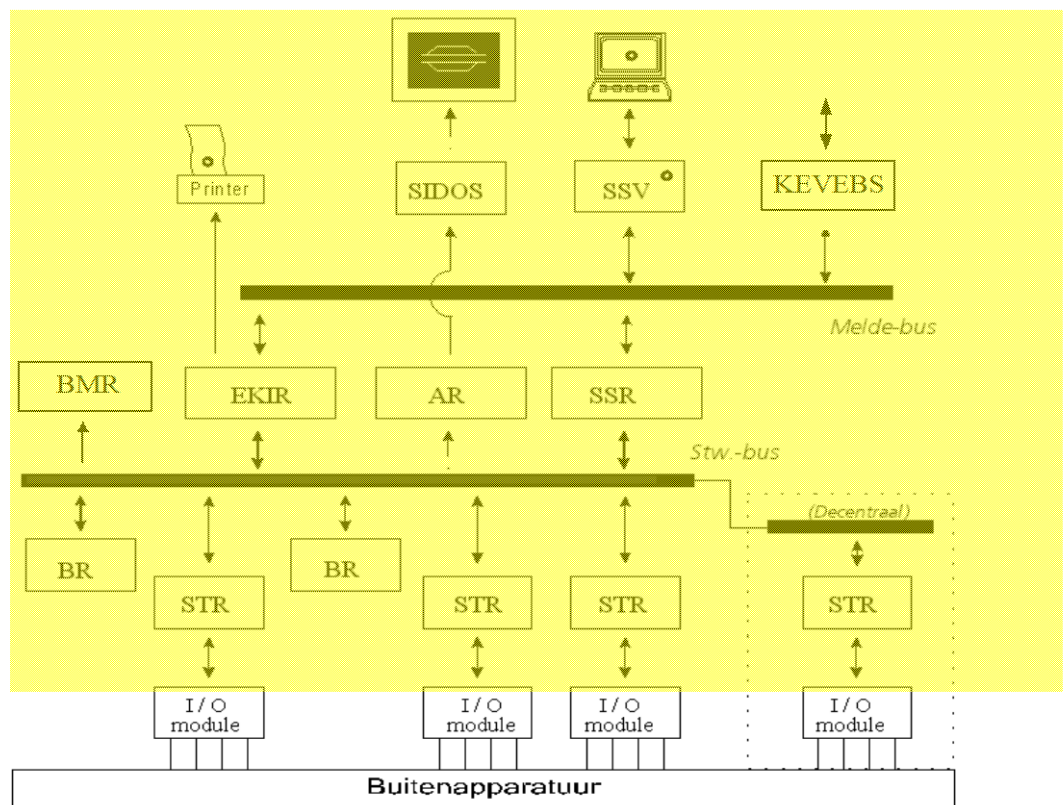 Printer
SIDOS
SSV
KEVEBS
Melde-bus
BMR
EKIR
AR
SSR
Stw.-bus
(Decentraal)
BR
BR
STR
STR
STR
STR
I/O
module
I/O
module
I/O
module
I/O
module
Buitenapparatuur